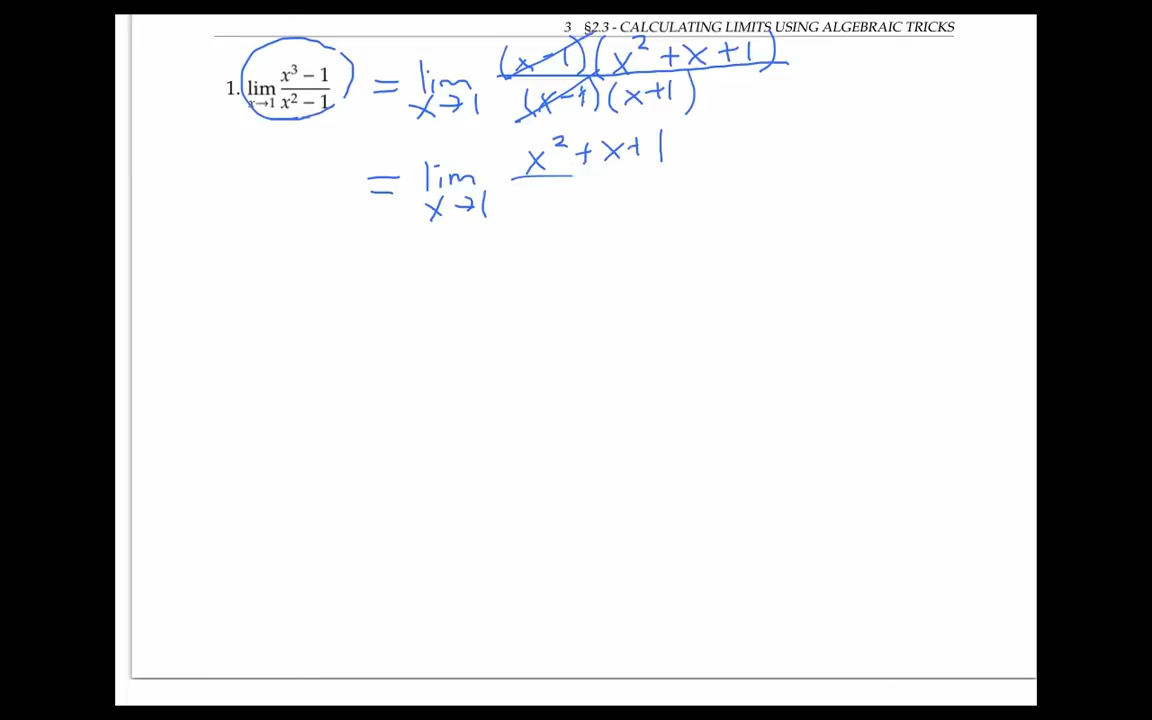 3 §2.3 - CALCULATING LIMITS USING ALGEBRAIC TRICKS
1. lim x→1 (x³ − 1)/(x² − 1) = lim x→1 (x−1)(x²+x+1)/(x−1)(x+1)
= lim x→1 x²+x+1